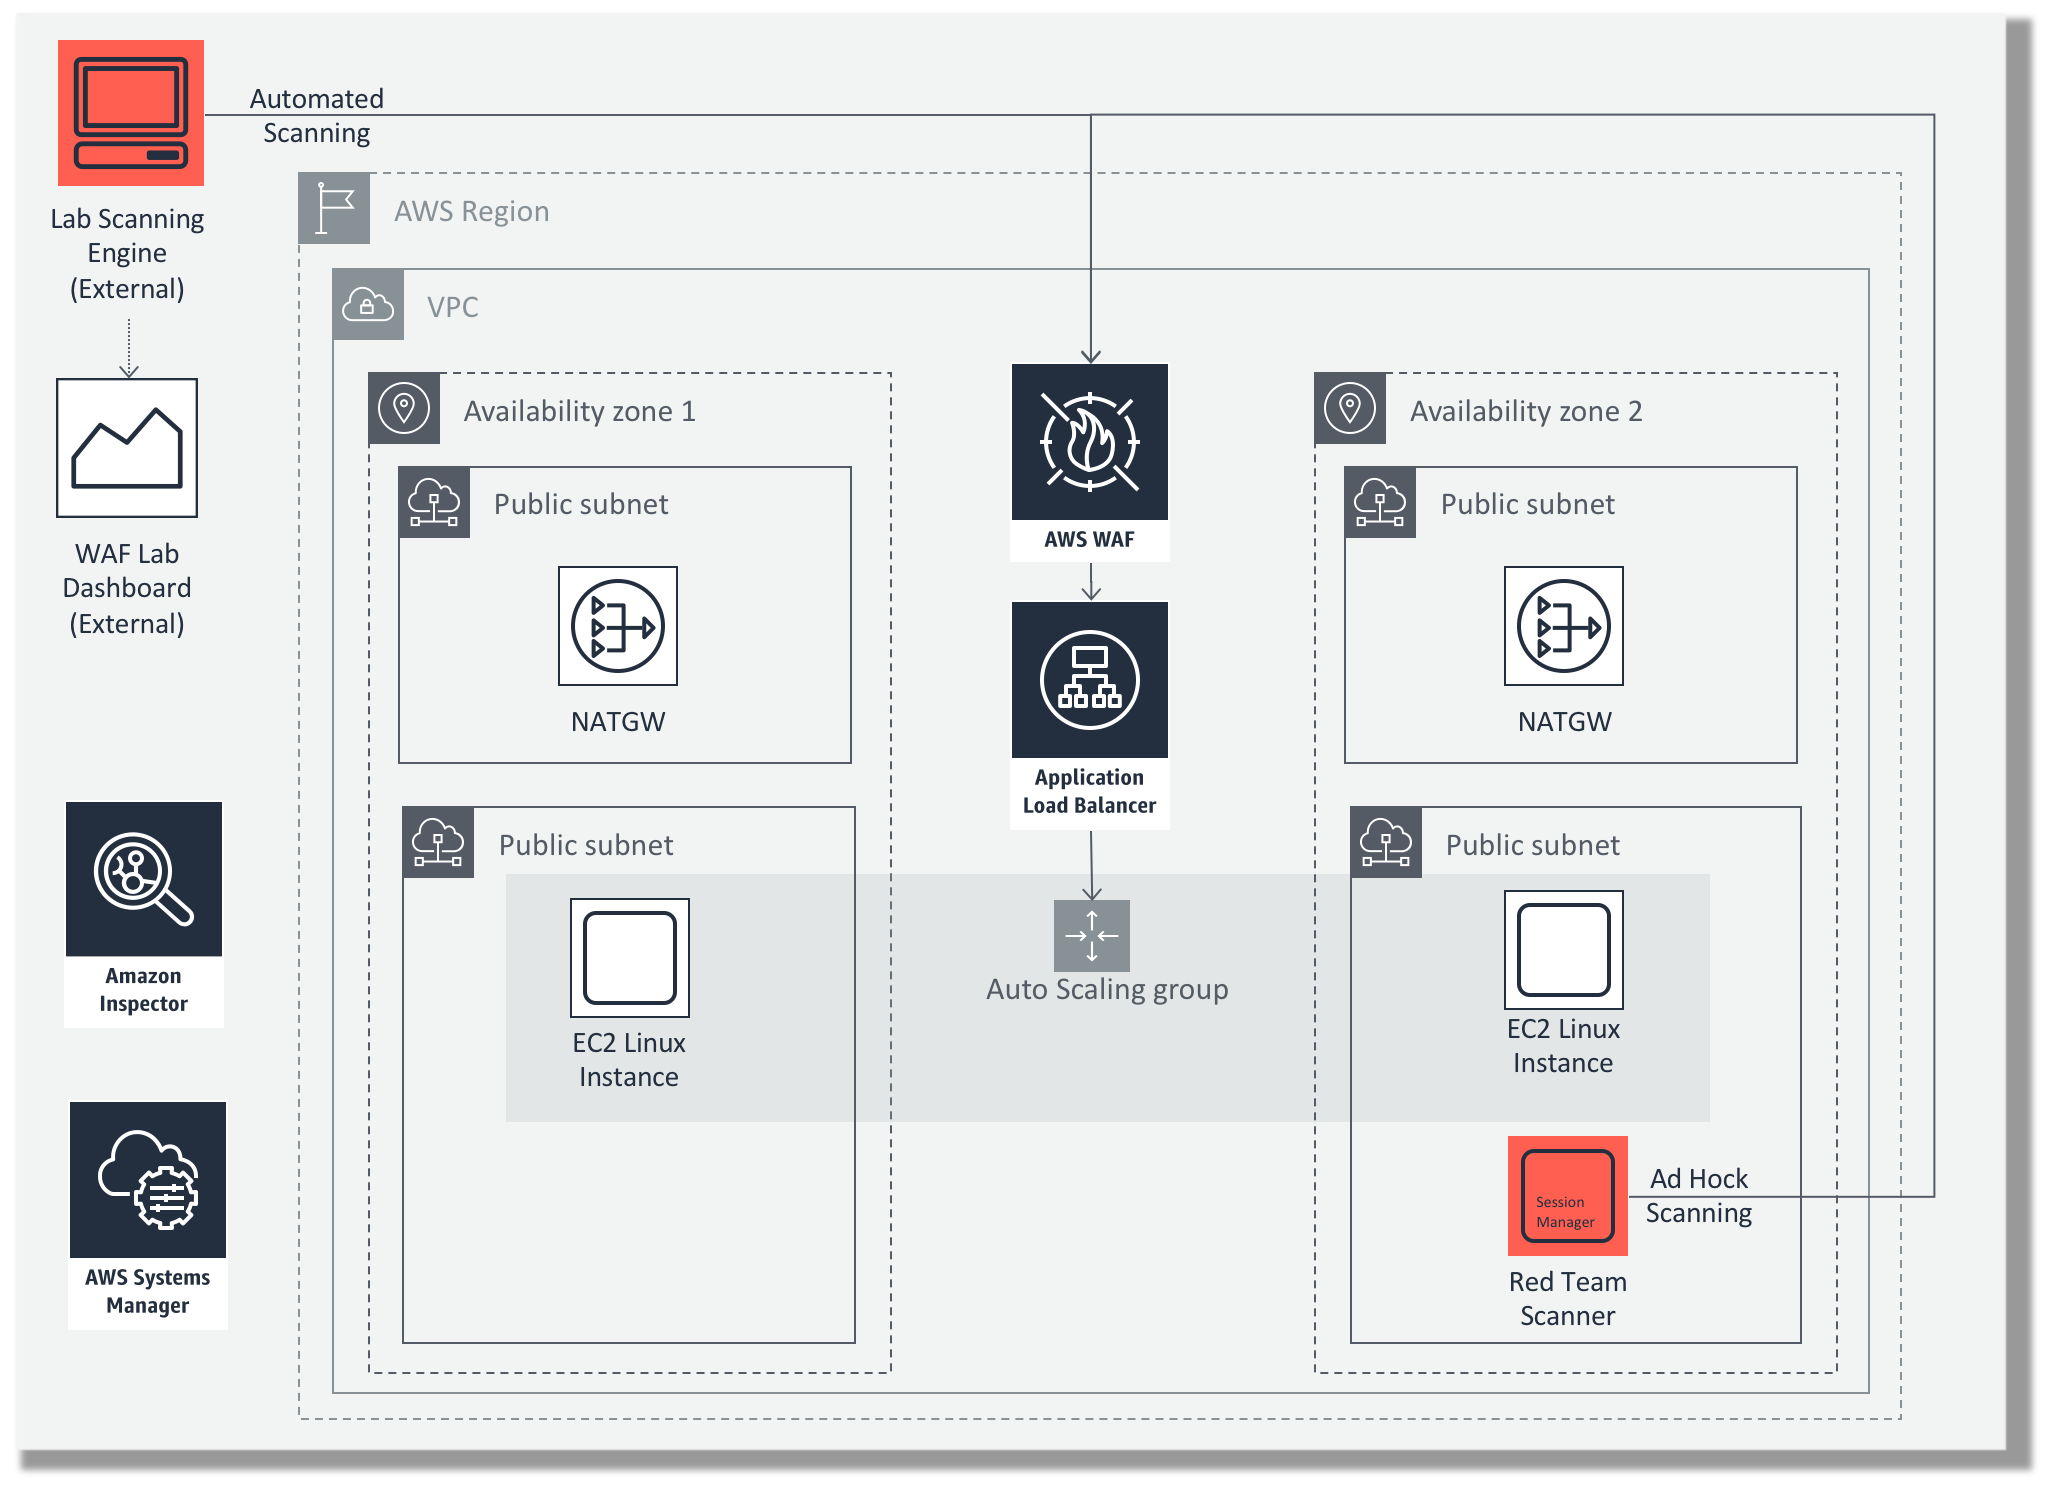 Automated
Scanning
Lab Scanning
Engine
(External)
AWS Region
VPC
WAF Lab
Dashboard
(External)
Availability zone 1
Public subnet
NATGW
Public subnet
EC2 Linux
Instance
AWS WAF
Application
Load Balancer
Auto Scaling group
Availability zone 2
Public subnet
NATGW
Public subnet
EC2 Linux
Instance
Session
Manager
Ad Hock
Scanning
Red Team
Scanner
Amazon
Inspector
AWS Systems
Manager